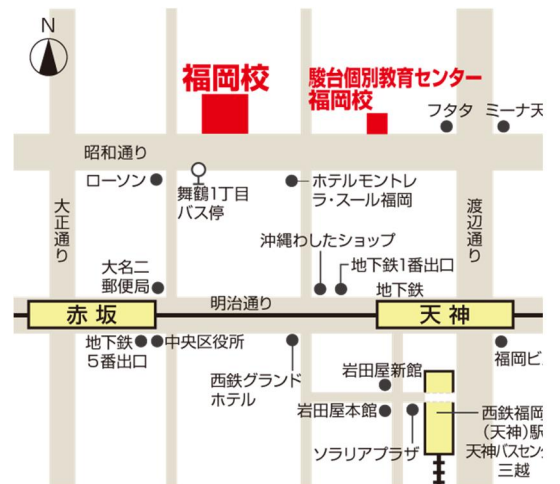 N
福岡校
駿台個別教育センター
福岡校
フタタ
ミーナ天
昭和通り
ローソン
舞鶴1丁目
バス停
ホテルモントレ
ラ・スール福岡
大正通り
渡辺通り
沖縄わしたショップ
大名二
郵便局
地下鉄1番出口
明治通り
地下鉄
赤坂
天神
地下鉄
5番出口
中央区役所
西鉄グランド
ホテル
岩田屋新館
福岡ビ
岩田屋本館
ソラリアプラザ
西鉄福岡
(天神)駅
天神バスセン
三越